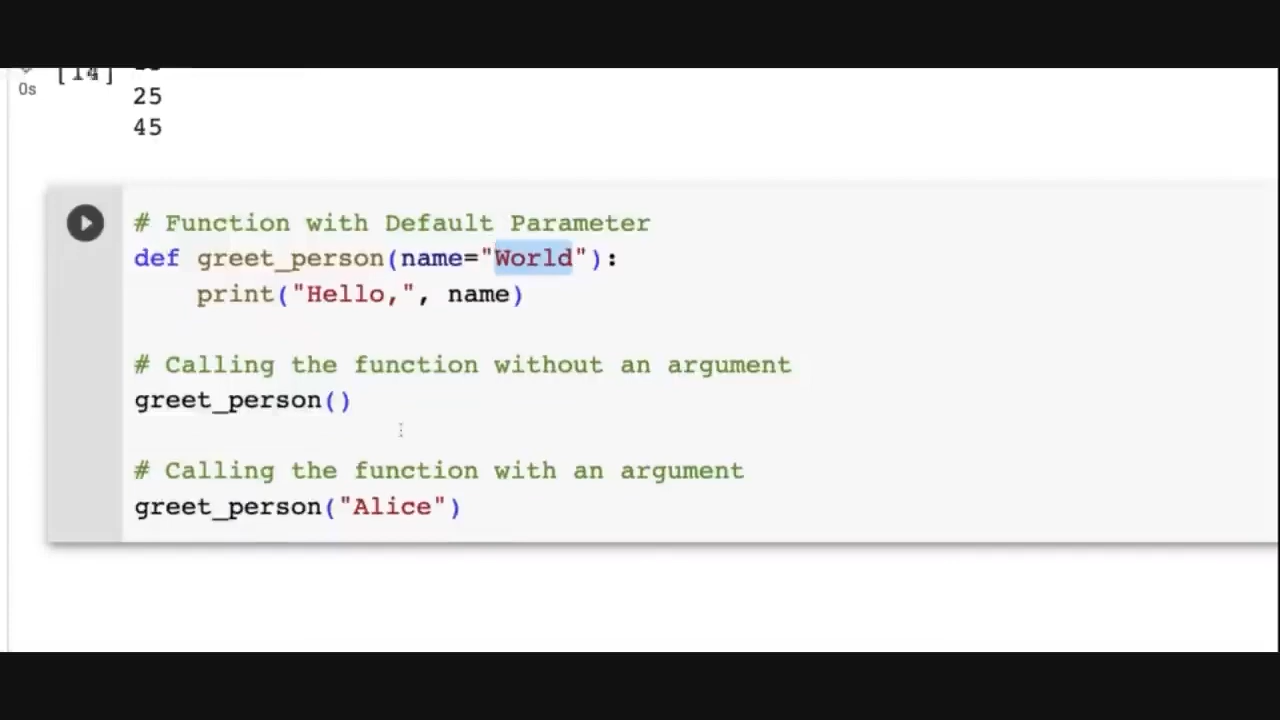 [14]
0s
25
45
# Function with Default Parameter
def greet_person(name="World"):
    print("Hello,", name)
# Calling the function without an argument
greet_person()
# Calling the function with an argument
greet_person("Alice")